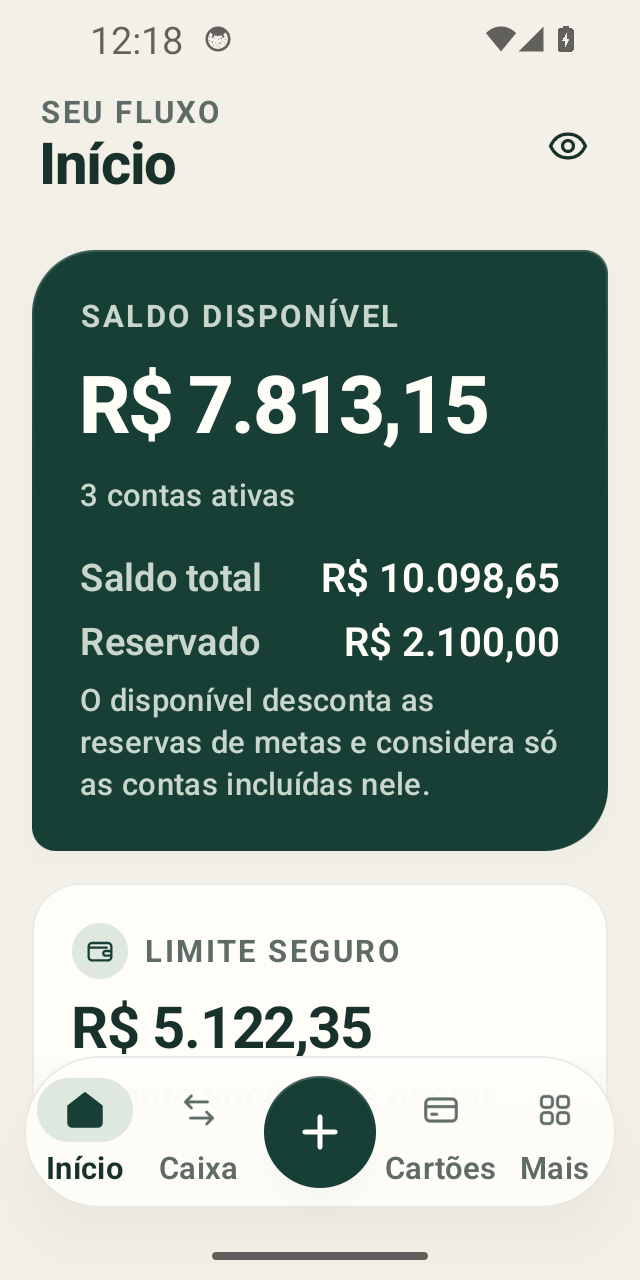 12:18
SEU FLUXO
Início
SALDO DISPONÍVEL
R$ 7.813,15
3 contas ativas
Saldo total R$ 10.098,65
Reservado R$ 2.100,00
O disponível desconta as
reservas de metas e considera só
as contas incluídas nele.
LIMITE SEGURO
R$ 5.122,35
gastar
Início Caixa Cartões Mais